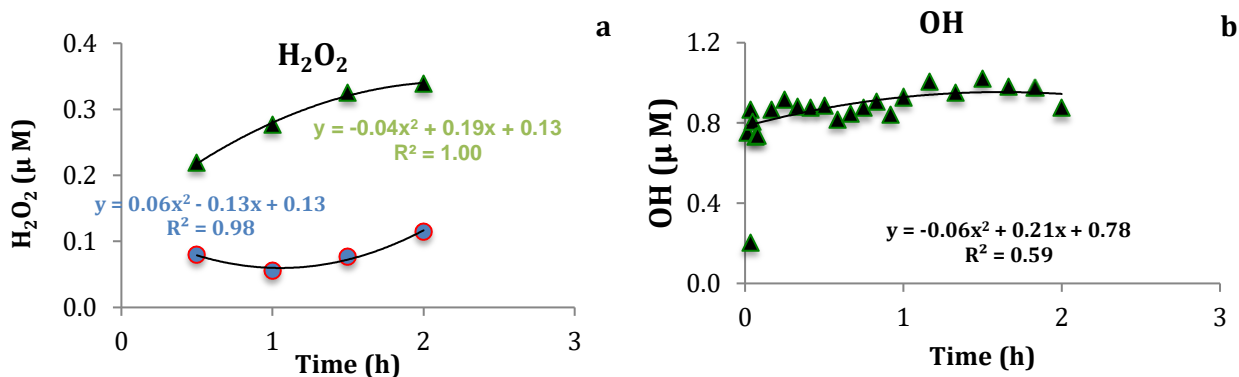 a
H₂O₂
0.4
0.3
0.2
0.1
0.0
H₂O₂ (µ M)
y = -0.04x² + 0.19x + 0.13
R² = 1.00
y = 0.06x² - 0.13x + 0.13
R² = 0.98
0 1 2 3
Time (h)
OH
b
1.2
0.8
0.4
0.0
OH (µ M)
y = -0.06x² + 0.21x + 0.78
R² = 0.59
0 1 2 3
Time (h)